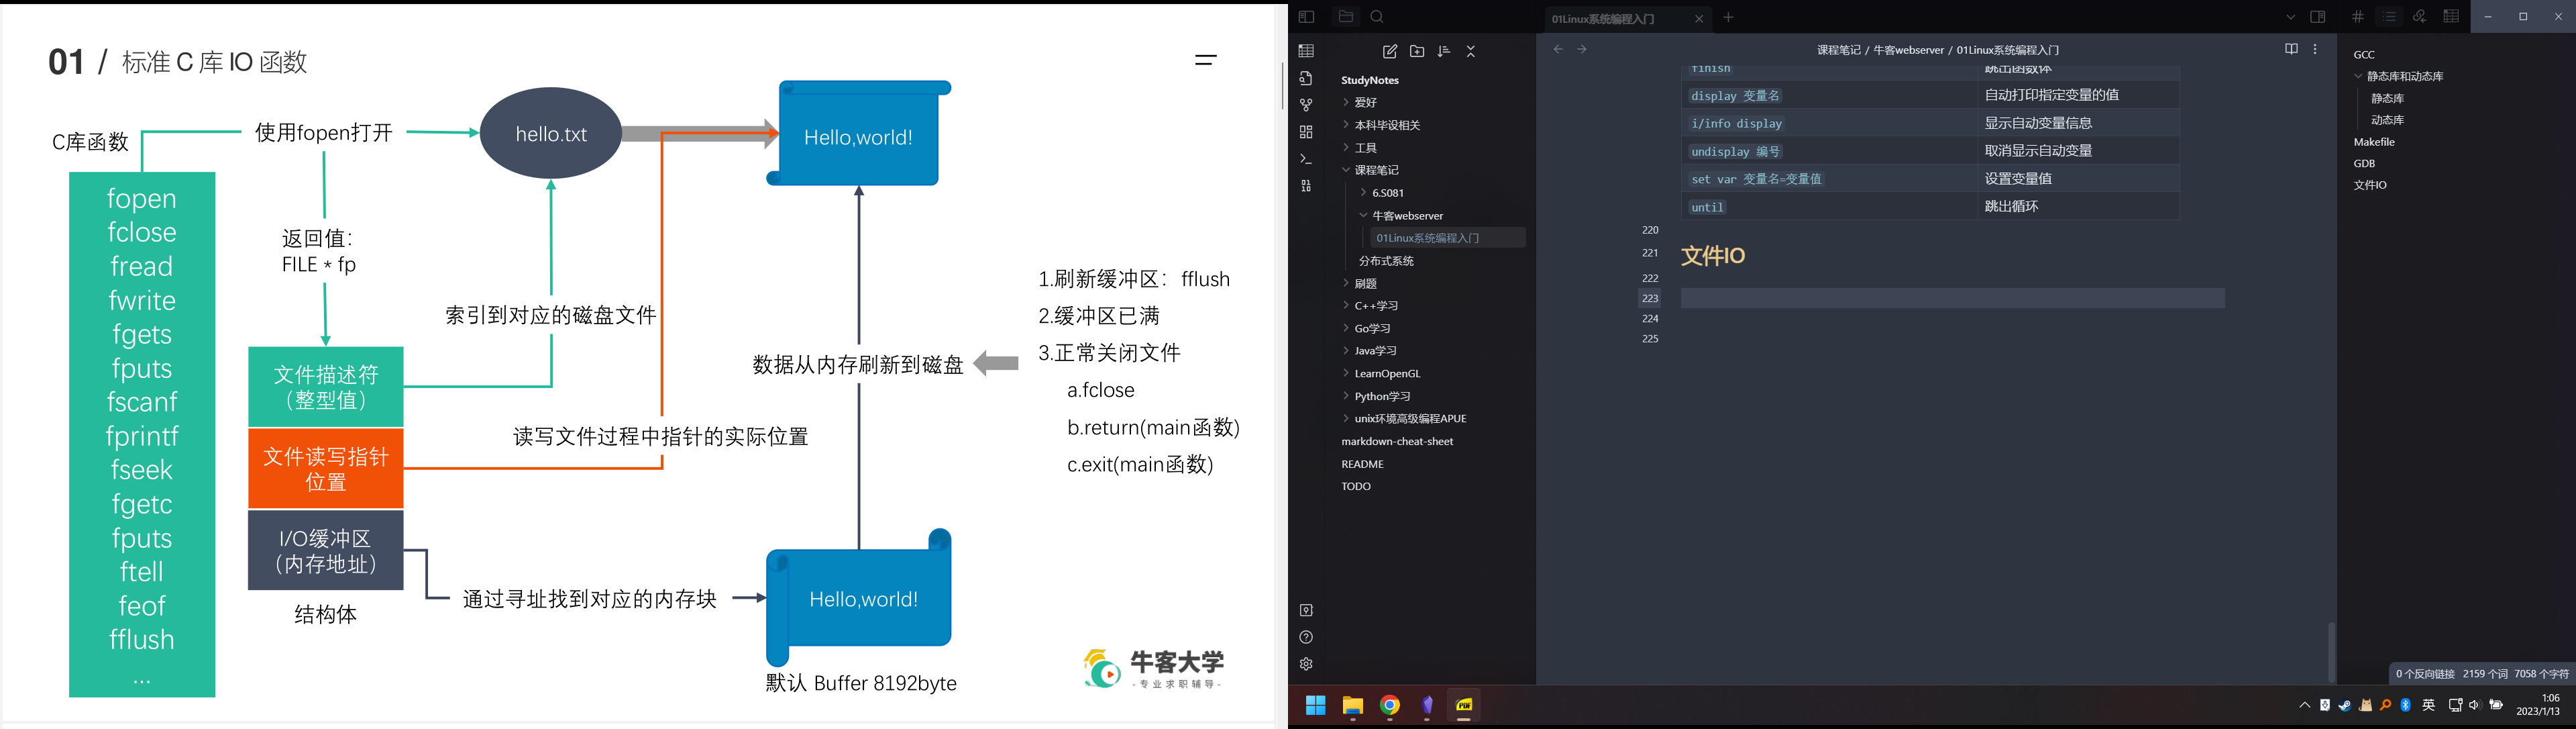 01 / 标准 C 库 IO 函数
C库函数
使用fopen打开
hello.txt
Hello,world!
fopen
fclose
fread
fwrite
fgets
fputs
fscanf
fprintf
fseek
fgetc
fputs
ftell
feof
fflush
...
返回值：
FILE * fp
索引到对应的磁盘文件
文件描述符
（整型值）
文件读写指针
位置
I/O缓冲区
（内存地址）
结构体
读写文件过程中指针的实际位置
通过寻址找到对应的内存块
数据从内存刷新到磁盘
1.刷新缓冲区：fflush
2.缓冲区已满
3.正常关闭文件
a.fclose
b.return(main函数)
c.exit(main函数)
Hello,world!
默认 Buffer 8192byte
牛客大学
- 专业求职辅导 -
01Linux系统编程入门
StudyNotes
爱好
本科毕设相关
工具
课程笔记
6.S081
牛客webserver
01Linux系统编程入门
分布式系统
刷题
C++学习
Go学习
Java学习
LearnOpenGL
Python学习
unix环境高级编程APUE
markdown-cheat-sheet
README
TODO
课程笔记 / 牛客webserver / 01Linux系统编程入门
finish 跳出函数体
display 变量名 自动打印指定变量的值
i/info display 显示自动变量信息
undisplay 编号 取消显示自动变量
set var 变量名=变量值 设置变量值
until 跳出循环
220
221 文件IO
222
223
224
225
GCC
静态库和动态库
静态库
动态库
Makefile
GDB
文件IO
0 个反向链接 2159 个词 7058 个字符
PDF
英
1:06
2023/1/13